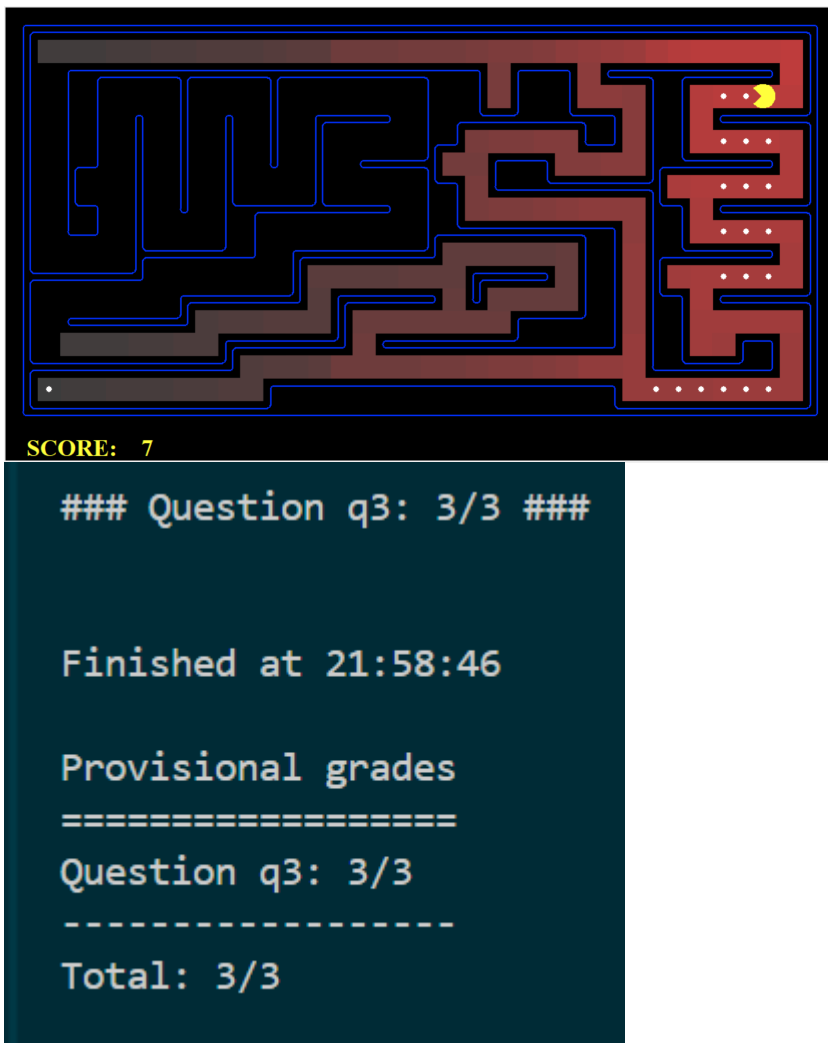 SCORE: 7
### Question q3: 3/3 ###
Finished at 21:58:46
Provisional grades
==================
Question q3: 3/3
-------------------
Total: 3/3